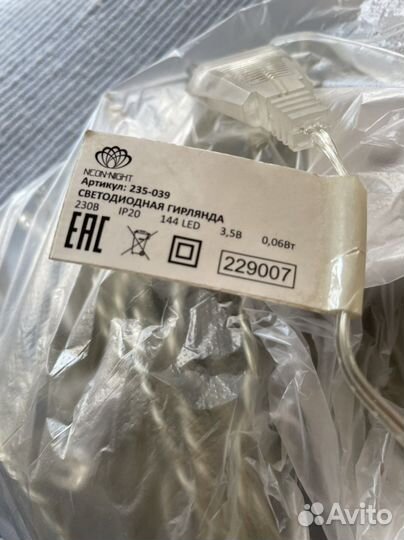 NEON-NIGHT
Артикул: 235-039
СВЕТОДИОДНАЯ ГИРЛЯНДА
230В IP20 144 LED 3,5В 0,06Вт
EAC
229007
Avito